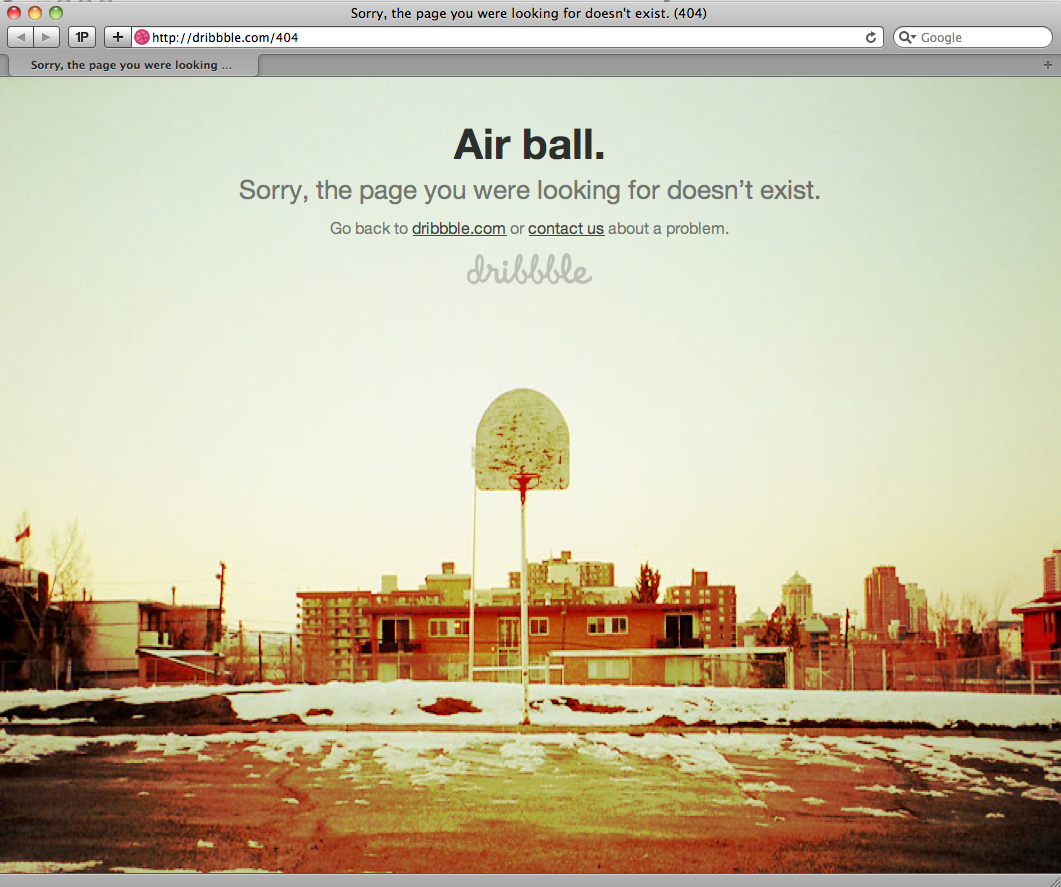 Sorry, the page you were looking for doesn't exist. (404)
1P
http://dribbble.com/404
Google
Sorry, the page you were looking ...
Air ball.
Sorry, the page you were looking for doesn’t exist.
Go back to dribbble.com or contact us about a problem.
dribbble